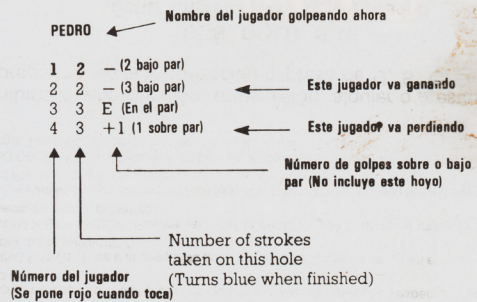 Nombre del jugador golpeando ahora
PEDRO
1 2 – (2 bajo par)
2 2 – (3 bajo par)
Este jugador va ganando
3 3 E (En el par)
4 3 +1 (1 sobre par)
Este jugador va perdiendo
Número de golpes sobre o bajo
par (No incluye este hoyo)
Number of strokes
taken on this hole
(Turns blue when finished)
Número del jugador
(Se pone rojo cuando toca)